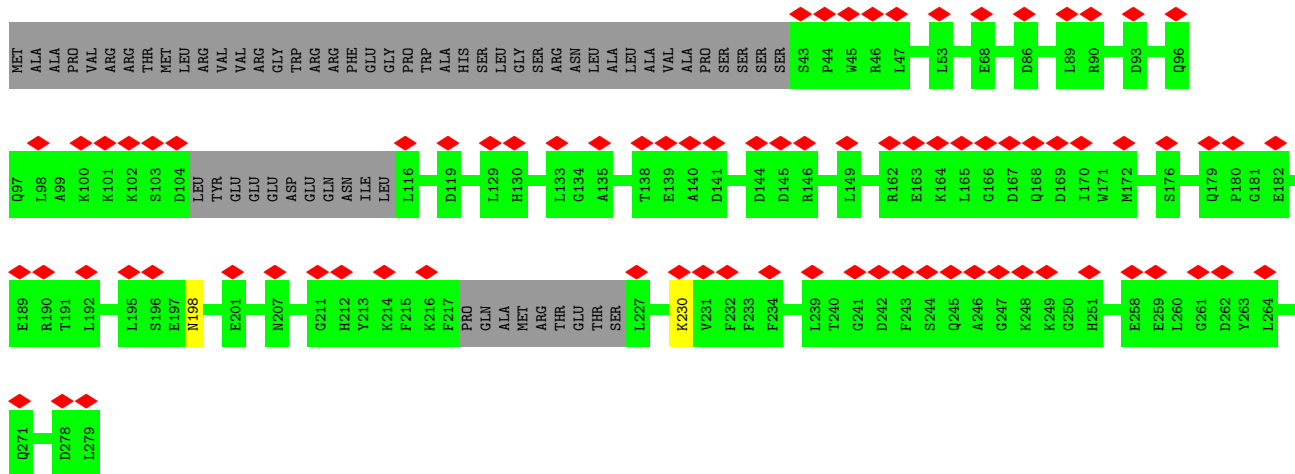 MET ALA ALA PRO VAL ARG ARG THR MET LEU ARG VAL VAL ARG GLY TRP ARG ARG PHE GLU GLY PRO TRP ALA HIS SER LEU GLY SER ARG ASN LEU ALA LEU ALA VAL ALA PRO SER SER SER SER S43 P44 W45 R46 L47 L53 E68 D86 L89 R90 D93 Q96
Q97 L98 A99 K100 K101 K102 S103 D104 LEU TYR GLU GLU GLU ASP GLU GLN ASN ILE LEU L116 D119 L129 H130 L133 G134 A135 T138 E139 A140 D141 D144 D145 R146 L149 R162 E163 K164 L165 G166 D167 Q168 D169 I170 W171 M172 S176 Q179 P180 G181 E182
E189 R190 T191 L192 L195 S196 E197 N198 E201 N207 G211 H212 Y213 K214 F215 K216 F217 PRO GLN ALA MET ARG THR GLU THR SER L227 K230 V231 F232 F233 F234 L239 T240 G241 D242 F243 S244 Q245 A246 G247 K248 K249 G250 H251 E258 E259 L260 G261 D262 Y263 L264
Q271 D278 L279